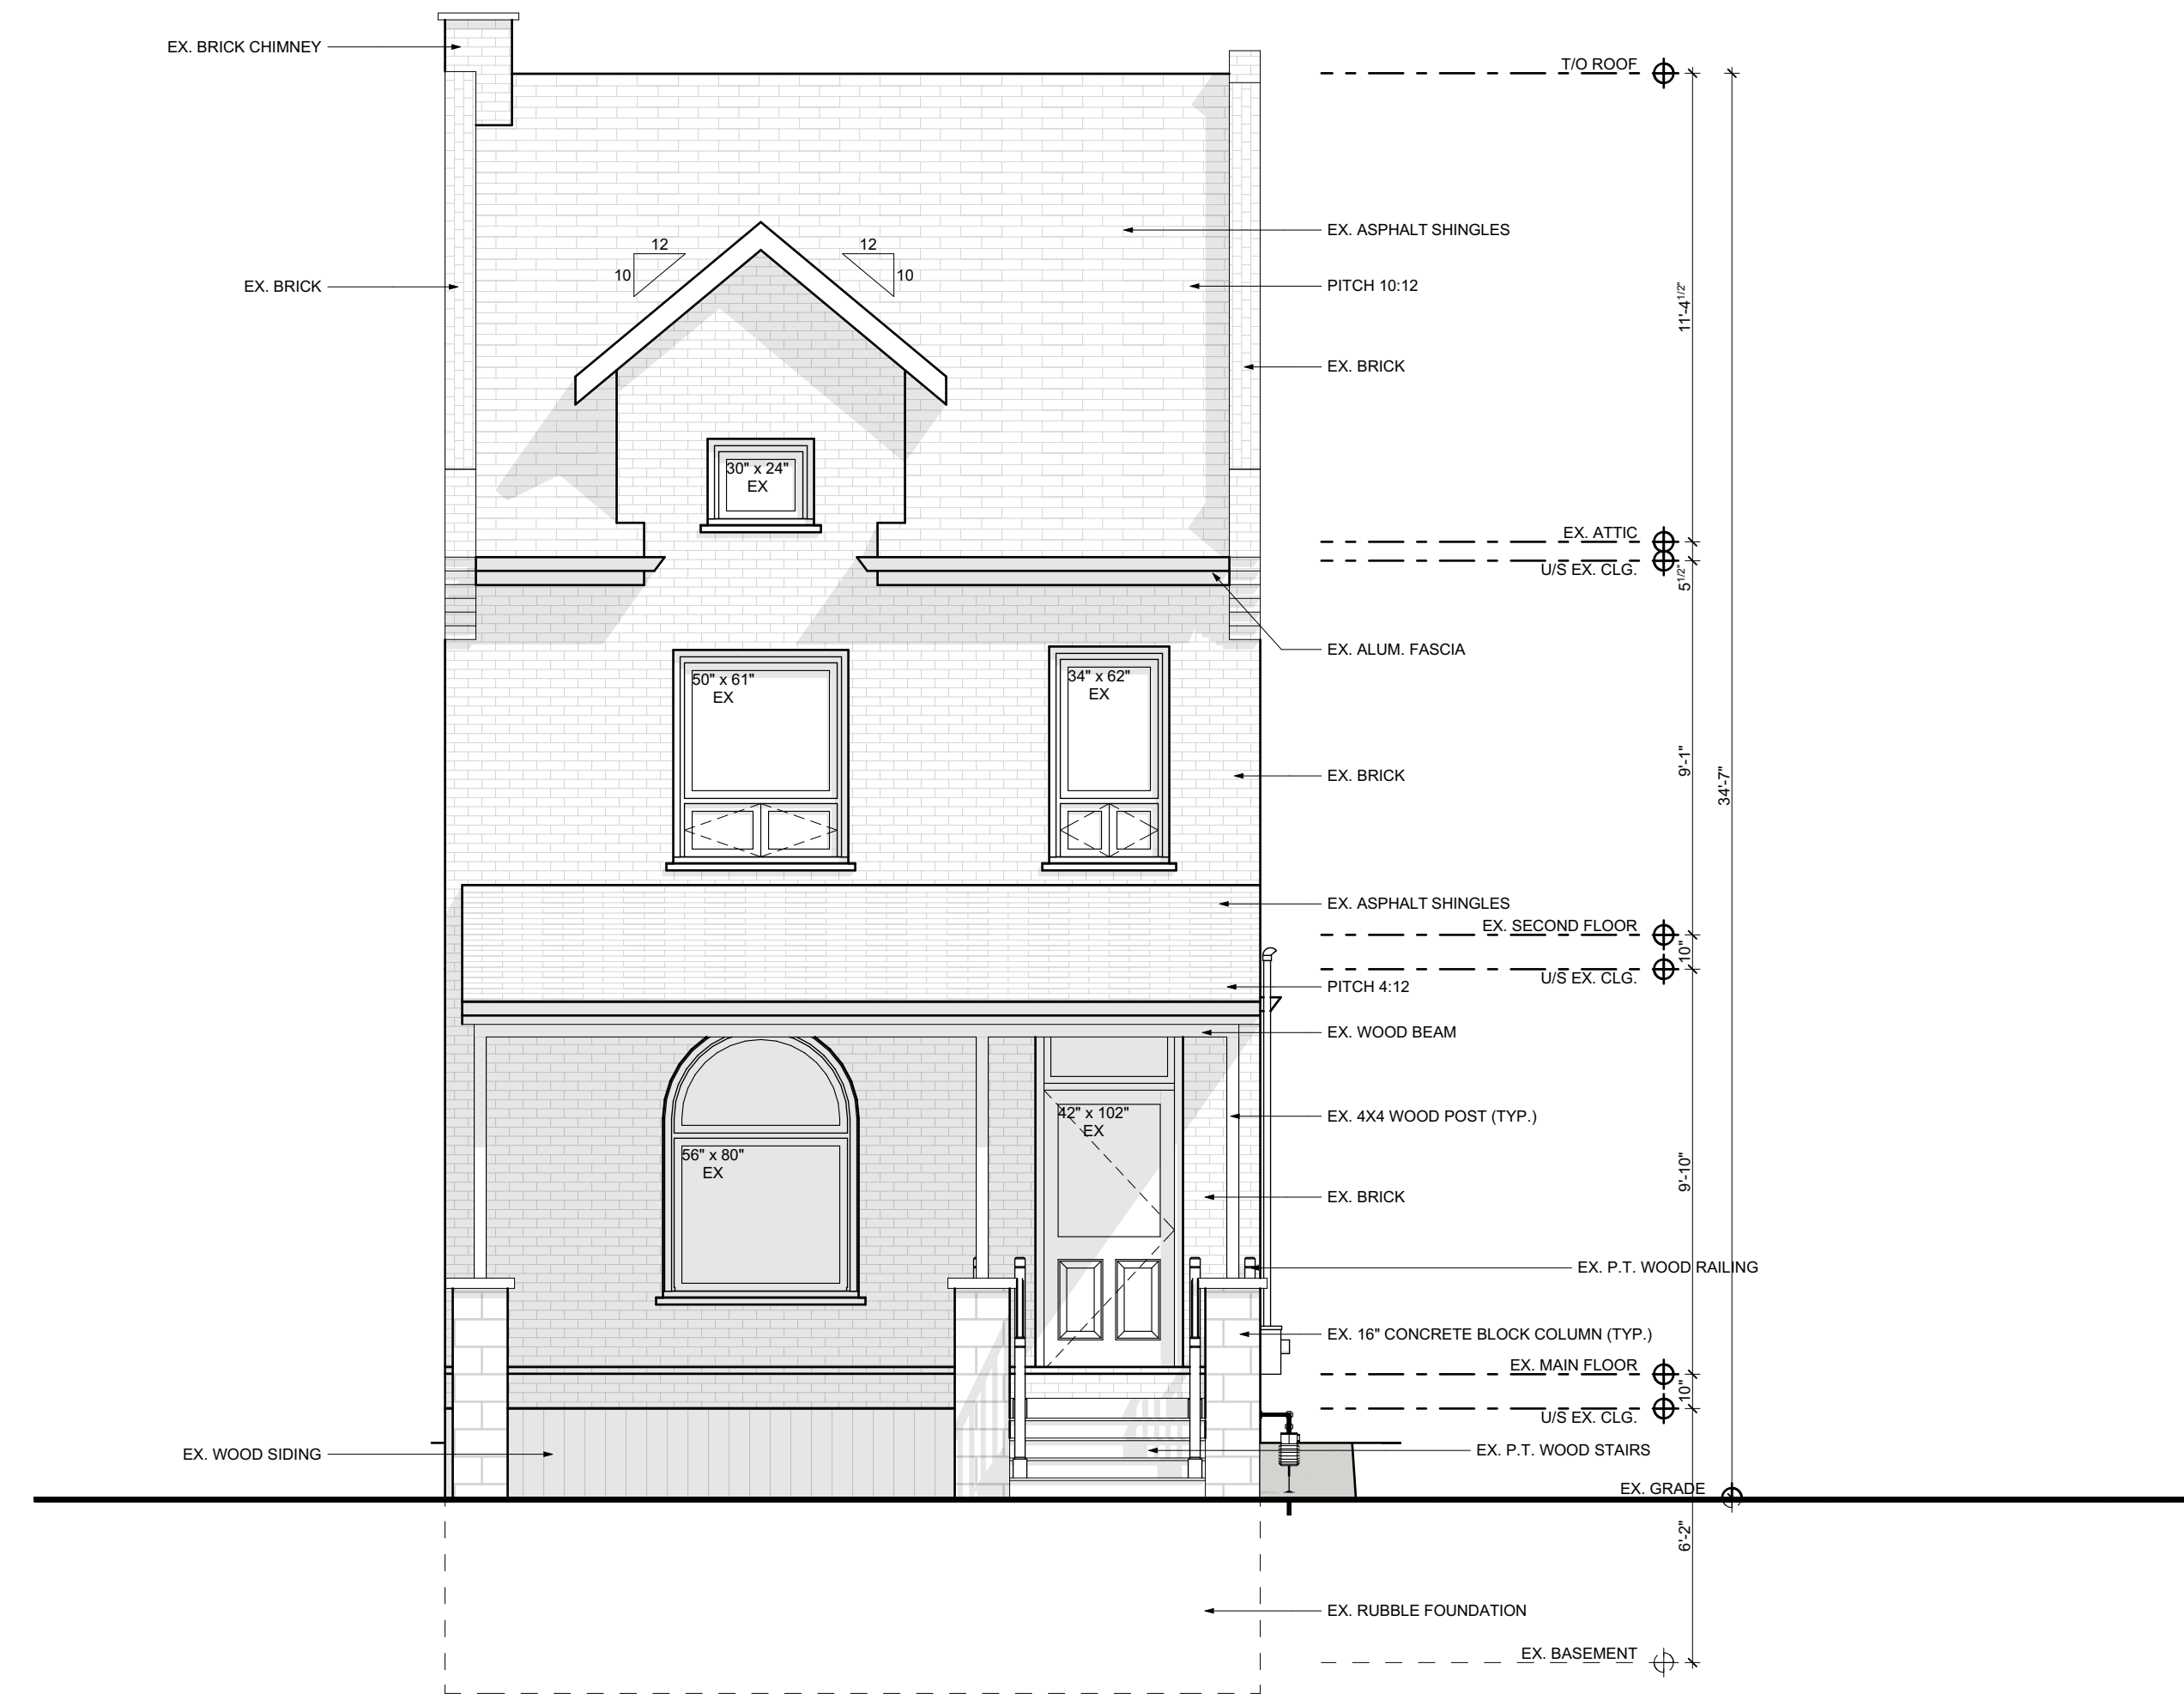 EX. BRICK CHIMNEY
T/O ROOF
EX. ASPHALT SHINGLES
12
12
10
10
EX. BRICK
PITCH 10:12
11'-4 1/2"
EX. BRICK
30" x 24"
EX
EX. ATTIC
U/S EX. CLG.
5 1/2"
EX. ALUM. FASCIA
50" x 61"
EX
34" x 62"
EX
EX. BRICK
9'-1"
34'-7"
EX. ASPHALT SHINGLES
EX. SECOND FLOOR
10"
U/S EX. CLG.
PITCH 4:12
EX. WOOD BEAM
42" x 102"
EX
EX. 4X4 WOOD POST (TYP.)
56" x 80"
EX
9'-10"
EX. BRICK
EX. P.T. WOOD RAILING
EX. 16" CONCRETE BLOCK COLUMN (TYP.)
EX. MAIN FLOOR
10"
U/S EX. CLG.
EX. WOOD SIDING
EX. P.T. WOOD STAIRS
EX. GRADE
6'-2"
EX. RUBBLE FOUNDATION
EX. BASEMENT